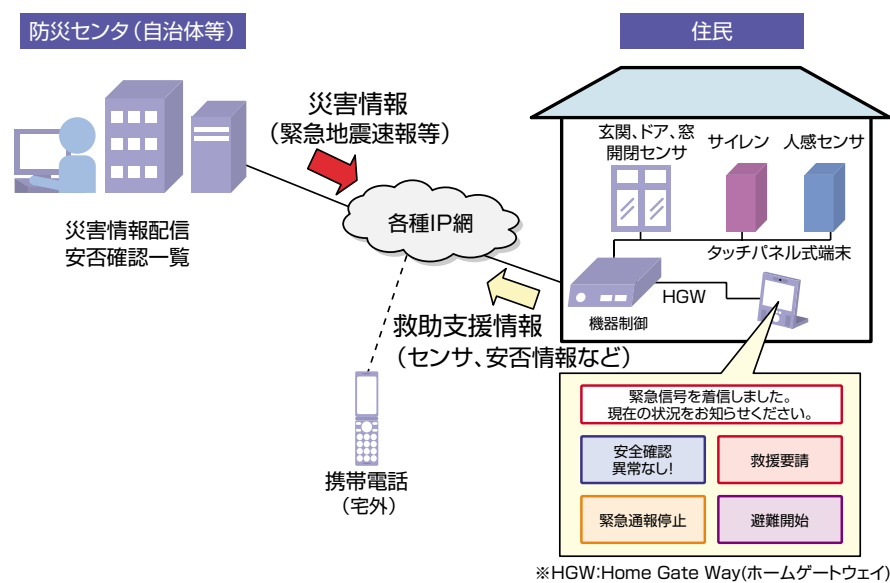 防災センタ(自治体等)
住民
災害情報
(緊急地震速報等)
災害情報配信
安否確認一覧
各種IP網
救助支援情報
(センサ、安否情報など)
携帯電話
(宅外)
玄関、ドア、窓
開閉センサ
サイレン
人感センサ
タッチパネル式端末
HGW
機器制御
緊急信号を着信しました。
現在の状況をお知らせください。
安全確認
異常なし!
救援要請
緊急通報停止
避難開始
※HGW:Home Gate Way(ホームゲートウェイ)